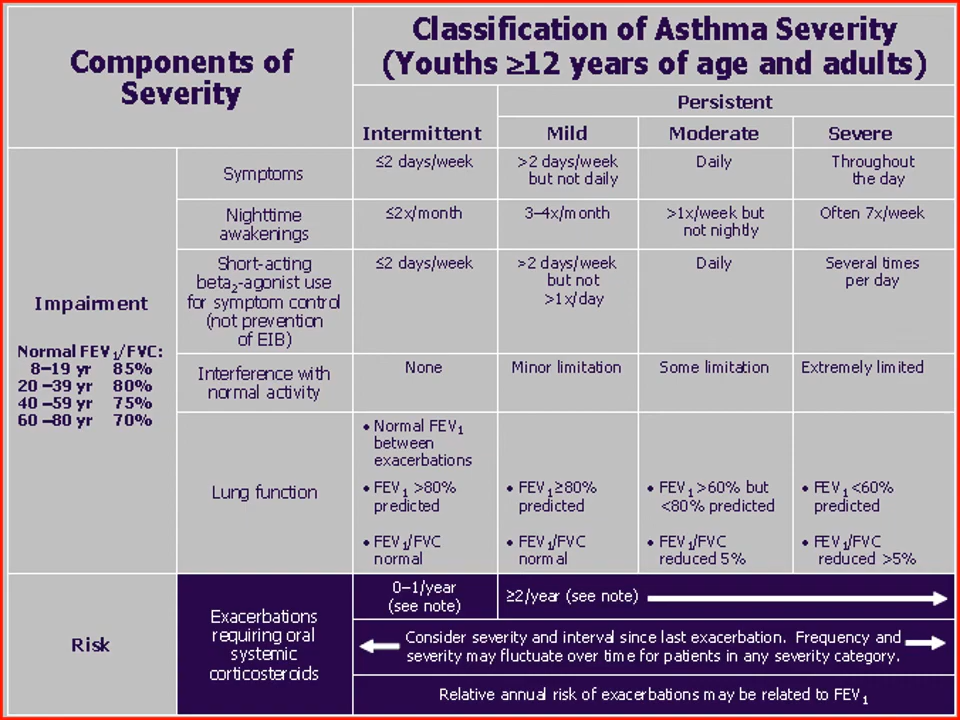 Components of
Severity
Classification of Asthma Severity
(Youths ≥12 years of age and adults)
Persistent
Intermittent
Mild
Moderate
Severe
Impairment
Normal FEV₁/FVC:
8–19 yr 85%
20 –39 yr 80%
40 –59 yr 75%
60 –80 yr 70%
Symptoms
≤2 days/week
>2 days/week
but not daily
Daily
Throughout
the day
Nighttime
awakenings
≤2x/month
3–4x/month
>1x/week but
not nightly
Often 7x/week
Short-acting
beta₂-agonist use
for symptom control
(not prevention
of EIB)
≤2 days/week
>2 days/week
but not
>1x/day
Daily
Several times
per day
Interference with
normal activity
None
Minor limitation
Some limitation
Extremely limited
Lung function
• Normal FEV₁
between
exacerbations
• FEV₁ >80%
predicted
• FEV₁/FVC
normal
• FEV₁≥80%
predicted
• FEV₁/FVC
normal
• FEV₁ >60% but
<80% predicted
• FEV₁/FVC
reduced 5%
• FEV₁ <60%
predicted
• FEV₁/FVC
reduced >5%
Risk
Exacerbations
requiring oral
systemic
corticosteroids
0–1/year
(see note)
≥2/year (see note)
Consider severity and interval since last exacerbation. Frequency and
severity may fluctuate over time for patients in any severity category.
Relative annual risk of exacerbations may be related to FEV₁